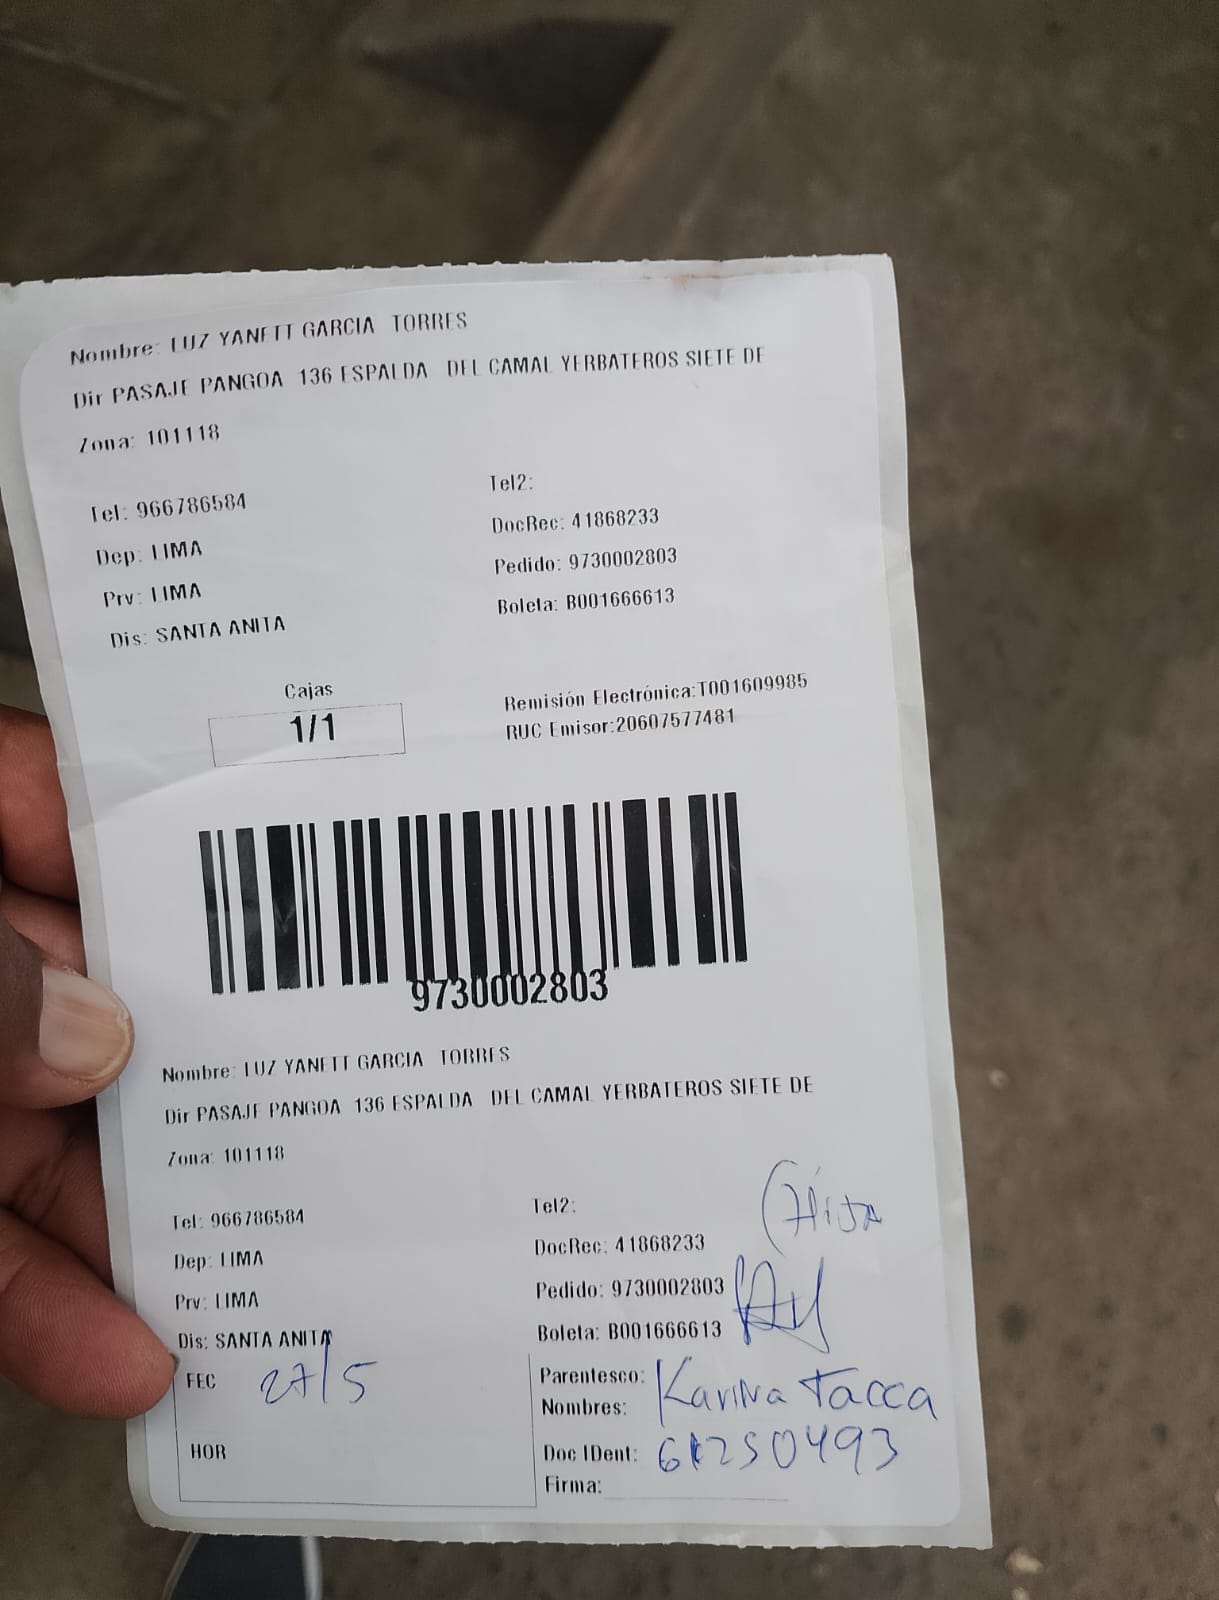 Nombre: LUZ YANETT GARCIA TORRES
Dir PASAJE PANGOA 136 ESPALDA DEL CAMAL YERBATEROS SIETE DE
Zona: 101118
Tel: 966786584
Tel2:
DocRec: 41868233
Dep: LIMA
Pedido: 9730002803
Prv: LIMA
Boleta: B001666613
Dis: SANTA ANITA
Cajas
1/1
Remisión Electrónica:T001609985
RUC Emisor:20607577481
9730002803
Nombre: LUZ YANETT GARCIA TORRES
Dir PASAJE PANGOA 136 ESPALDA DEL CAMAL YERBATEROS SIETE DE
Zona: 101118
Tel: 966786584
Tel2:
(Hija
DocRec: 41868233
Dep: LIMA
Pedido: 9730002803
Prv: LIMA
Boleta: B001666613
Dis: SANTA ANITA
FEC 27/5
Parentesco:
Nombres: Karina Tacca
HOR
Doc IDent:
Firma: